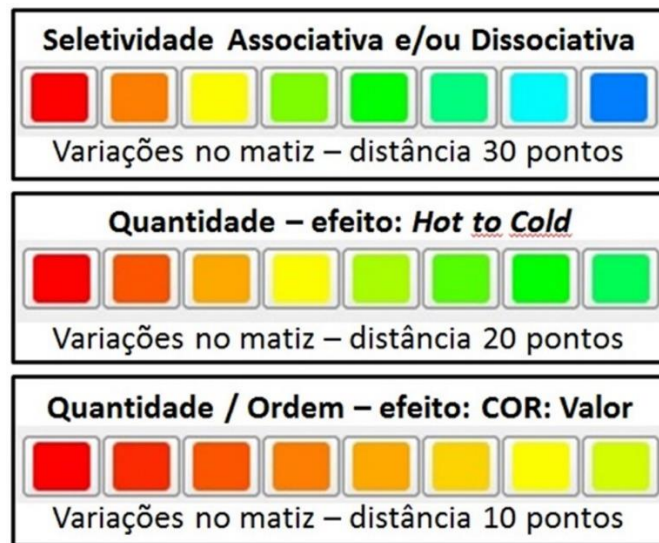 Seletividade Associativa e/ou Dissociativa
Variações no matiz – distância 30 pontos
Quantidade – efeito: Hot to Cold
Variações no matiz – distância 20 pontos
Quantidade / Ordem – efeito: COR: Valor
Variações no matiz – distância 10 pontos